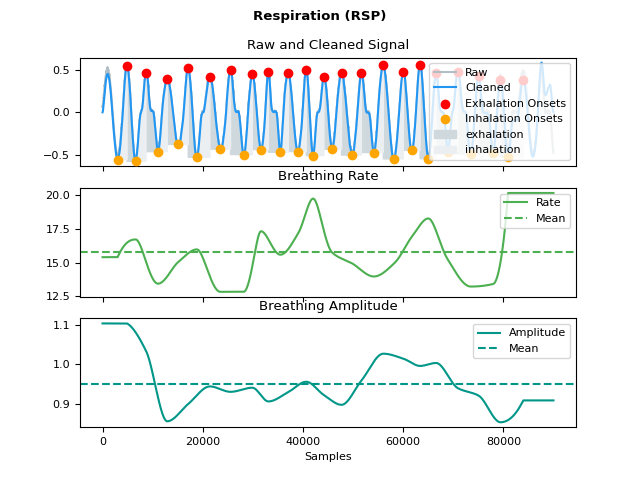 Respiration (RSP)
Raw and Cleaned Signal
0.5
0.0
−0.5
Raw
Cleaned
Exhalation Onsets
Inhalation Onsets
exhalation
inhalation
Breathing Rate
20.0
17.5
15.0
12.5
Rate
Mean
Breathing Amplitude
1.1
1.0
0.9
Amplitude
Mean
0 20000 40000 60000 80000
Samples